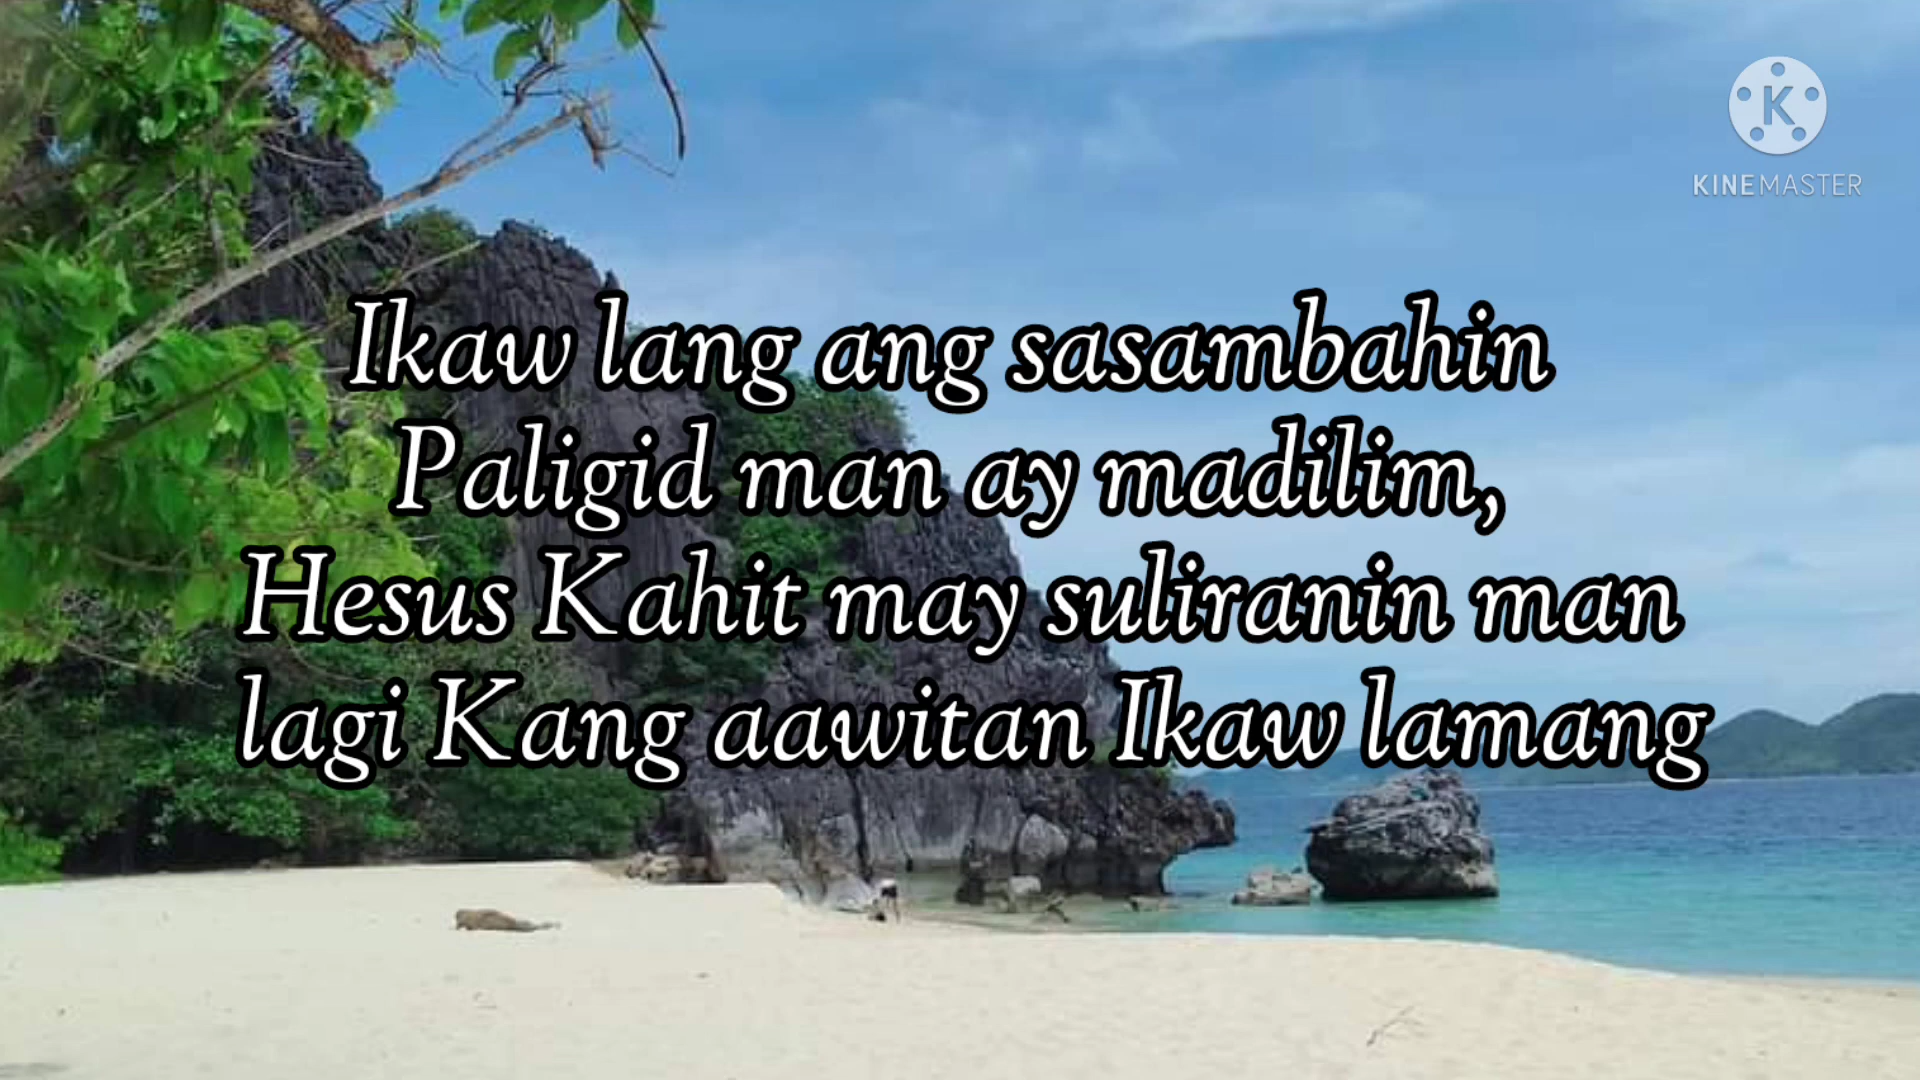 K
KINEMASTER
Ikaw lang ang sasambahin
Paligid man ay madilim,
Hesus Kahit may suliranin man
lagi Kang aawitan Ikaw lamang